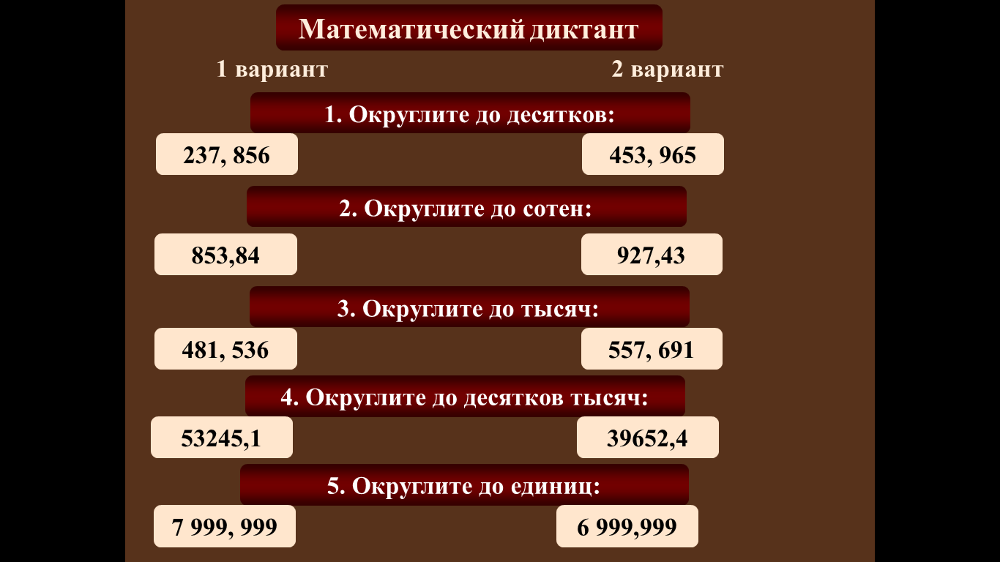 Математический диктант
1 вариант 2 вариант
1. Округлите до десятков:
237, 856 453, 965
2. Округлите до сотен:
853,84 927,43
3. Округлите до тысяч:
481, 536 557, 691
4. Округлите до десятков тысяч:
53245,1 39652,4
5. Округлите до единиц:
7 999, 999 6 999,999